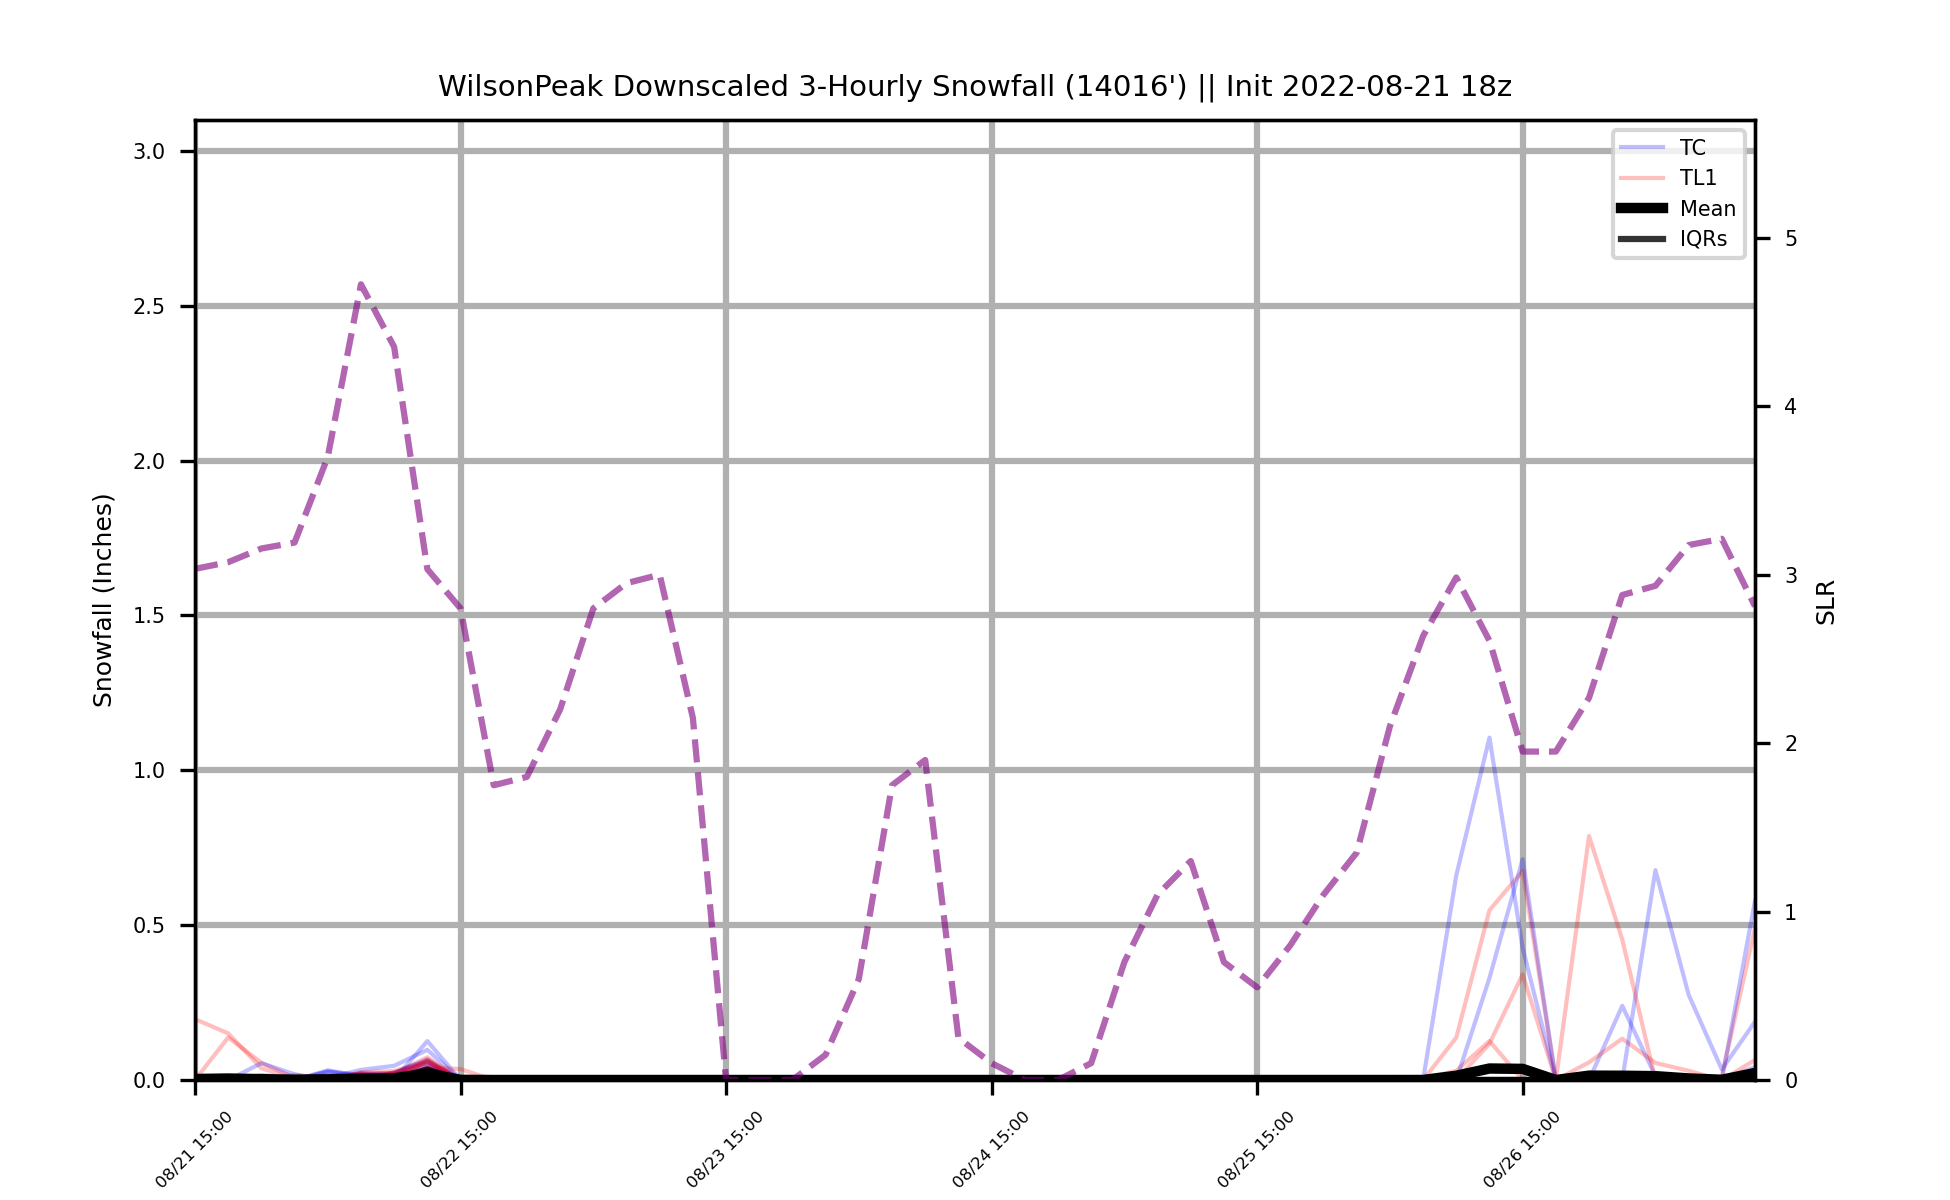 WilsonPeak Downscaled 3-Hourly Snowfall (14016') || Init 2022-08-21 18z
TC
TL1
Mean
IQRs
Snowfall (Inches)
3.0
2.5
2.0
1.5
1.0
0.5
0.0
SLR
5
4
3
2
1
0
08/21 15:00
08/22 15:00
08/23 15:00
08/24 15:00
08/25 15:00
08/26 15:00